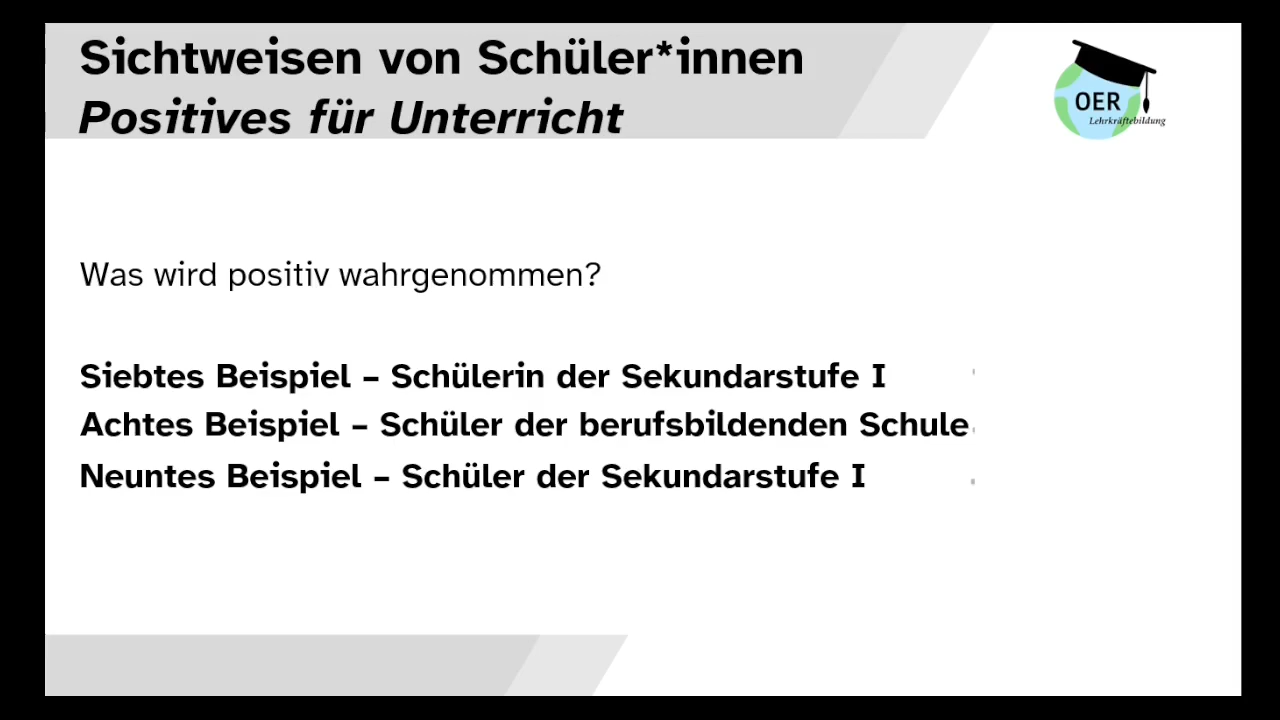 Sichtweisen von Schüler*innen
Positives für Unterricht
OER
Lehrkräftebildung
Was wird positiv wahrgenommen?
Siebtes Beispiel – Schülerin der Sekundarstufe I
Achtes Beispiel – Schüler der berufsbildenden Schule
Neuntes Beispiel – Schüler der Sekundarstufe I